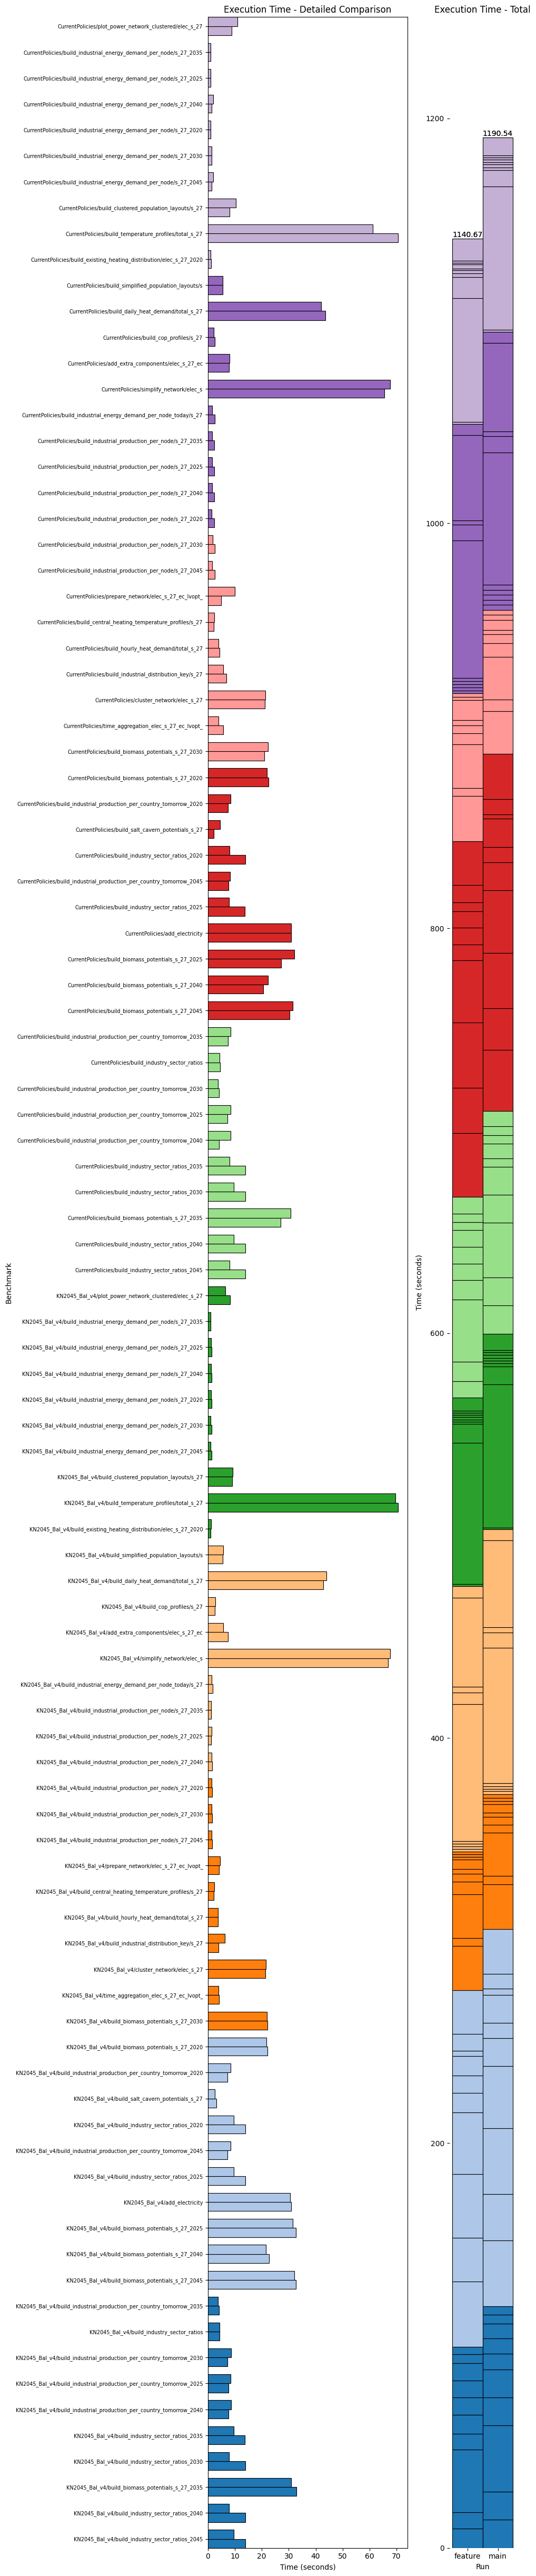 Execution Time - Detailed Comparison
Execution Time - Total
CurrentPolicies/plot_power_network_clustered/elec_s_27
CurrentPolicies/build_industrial_energy_demand_per_node/s_27_2035
CurrentPolicies/build_industrial_energy_demand_per_node/s_27_2025
CurrentPolicies/build_industrial_energy_demand_per_node/s_27_2040
CurrentPolicies/build_industrial_energy_demand_per_node/s_27_2020
CurrentPolicies/build_industrial_energy_demand_per_node/s_27_2030
CurrentPolicies/build_industrial_energy_demand_per_node/s_27_2045
CurrentPolicies/build_clustered_population_layouts/s_27
CurrentPolicies/build_temperature_profiles/total_s_27
CurrentPolicies/build_existing_heating_distribution/elec_s_27_2020
CurrentPolicies/build_simplified_population_layouts/s
CurrentPolicies/build_daily_heat_demand/total_s_27
CurrentPolicies/build_cop_profiles/s_27
CurrentPolicies/add_extra_components/elec_s_27_ec
CurrentPolicies/simplify_network/elec_s
CurrentPolicies/build_industrial_energy_demand_per_node_today/s_27
CurrentPolicies/build_industrial_production_per_node/s_27_2035
CurrentPolicies/build_industrial_production_per_node/s_27_2025
CurrentPolicies/build_industrial_production_per_node/s_27_2040
CurrentPolicies/build_industrial_production_per_node/s_27_2020
CurrentPolicies/build_industrial_production_per_node/s_27_2030
CurrentPolicies/build_industrial_production_per_node/s_27_2045
CurrentPolicies/prepare_network/elec_s_27_ec_lvopt_
CurrentPolicies/build_central_heating_temperature_profiles/s_27
CurrentPolicies/build_hourly_heat_demand/total_s_27
CurrentPolicies/build_industrial_distribution_key/s_27
CurrentPolicies/cluster_network/elec_s_27
CurrentPolicies/time_aggregation_elec_s_27_ec_lvopt_
CurrentPolicies/build_biomass_potentials_s_27_2030
CurrentPolicies/build_biomass_potentials_s_27_2020
CurrentPolicies/build_industrial_production_per_country_tomorrow_2020
CurrentPolicies/build_salt_cavern_potentials_s_27
CurrentPolicies/build_industry_sector_ratios_2020
CurrentPolicies/build_industrial_production_per_country_tomorrow_2045
CurrentPolicies/build_industry_sector_ratios_2025
CurrentPolicies/add_electricity
CurrentPolicies/build_biomass_potentials_s_27_2025
CurrentPolicies/build_biomass_potentials_s_27_2040
CurrentPolicies/build_biomass_potentials_s_27_2045
CurrentPolicies/build_industrial_production_per_country_tomorrow_2035
CurrentPolicies/build_industry_sector_ratios
CurrentPolicies/build_industrial_production_per_country_tomorrow_2030
CurrentPolicies/build_industrial_production_per_country_tomorrow_2025
CurrentPolicies/build_industrial_production_per_country_tomorrow_2040
CurrentPolicies/build_industry_sector_ratios_2035
CurrentPolicies/build_industry_sector_ratios_2030
CurrentPolicies/build_biomass_potentials_s_27_2035
CurrentPolicies/build_industry_sector_ratios_2040
CurrentPolicies/build_industry_sector_ratios_2045
KN2045_Bal_v4/plot_power_network_clustered/elec_s_27
KN2045_Bal_v4/build_industrial_energy_demand_per_node/s_27_2035
KN2045_Bal_v4/build_industrial_energy_demand_per_node/s_27_2025
KN2045_Bal_v4/build_industrial_energy_demand_per_node/s_27_2040
KN2045_Bal_v4/build_industrial_energy_demand_per_node/s_27_2020
KN2045_Bal_v4/build_industrial_energy_demand_per_node/s_27_2030
KN2045_Bal_v4/build_industrial_energy_demand_per_node/s_27_2045
KN2045_Bal_v4/build_clustered_population_layouts/s_27
KN2045_Bal_v4/build_temperature_profiles/total_s_27
KN2045_Bal_v4/build_existing_heating_distribution/elec_s_27_2020
KN2045_Bal_v4/build_simplified_population_layouts/s
KN2045_Bal_v4/build_daily_heat_demand/total_s_27
KN2045_Bal_v4/build_cop_profiles/s_27
KN2045_Bal_v4/add_extra_components/elec_s_27_ec
KN2045_Bal_v4/simplify_network/elec_s
KN2045_Bal_v4/build_industrial_energy_demand_per_node_today/s_27
KN2045_Bal_v4/build_industrial_production_per_node/s_27_2035
KN2045_Bal_v4/build_industrial_production_per_node/s_27_2025
KN2045_Bal_v4/build_industrial_production_per_node/s_27_2040
KN2045_Bal_v4/build_industrial_production_per_node/s_27_2020
KN2045_Bal_v4/build_industrial_production_per_node/s_27_2030
KN2045_Bal_v4/build_industrial_production_per_node/s_27_2045
KN2045_Bal_v4/prepare_network/elec_s_27_ec_lvopt_
KN2045_Bal_v4/build_central_heating_temperature_profiles/s_27
KN2045_Bal_v4/build_hourly_heat_demand/total_s_27
KN2045_Bal_v4/build_industrial_distribution_key/s_27
KN2045_Bal_v4/cluster_network/elec_s_27
KN2045_Bal_v4/time_aggregation_elec_s_27_ec_lvopt_
KN2045_Bal_v4/build_biomass_potentials_s_27_2030
KN2045_Bal_v4/build_biomass_potentials_s_27_2020
KN2045_Bal_v4/build_industrial_production_per_country_tomorrow_2020
KN2045_Bal_v4/build_salt_cavern_potentials_s_27
KN2045_Bal_v4/build_industry_sector_ratios_2020
KN2045_Bal_v4/build_industrial_production_per_country_tomorrow_2045
KN2045_Bal_v4/build_industry_sector_ratios_2025
KN2045_Bal_v4/add_electricity
KN2045_Bal_v4/build_biomass_potentials_s_27_2025
KN2045_Bal_v4/build_biomass_potentials_s_27_2040
KN2045_Bal_v4/build_biomass_potentials_s_27_2045
KN2045_Bal_v4/build_industrial_production_per_country_tomorrow_2035
KN2045_Bal_v4/build_industry_sector_ratios
KN2045_Bal_v4/build_industrial_production_per_country_tomorrow_2030
KN2045_Bal_v4/build_industrial_production_per_country_tomorrow_2025
KN2045_Bal_v4/build_industrial_production_per_country_tomorrow_2040
KN2045_Bal_v4/build_industry_sector_ratios_2035
KN2045_Bal_v4/build_industry_sector_ratios_2030
KN2045_Bal_v4/build_biomass_potentials_s_27_2035
KN2045_Bal_v4/build_industry_sector_ratios_2040
KN2045_Bal_v4/build_industry_sector_ratios_2045
Benchmark
0 10 20 30 40 50 60 70
Time (seconds)
1200
1000
800
600
400
200
0
Time (seconds)
1190.54
1140.67
feature main
Run